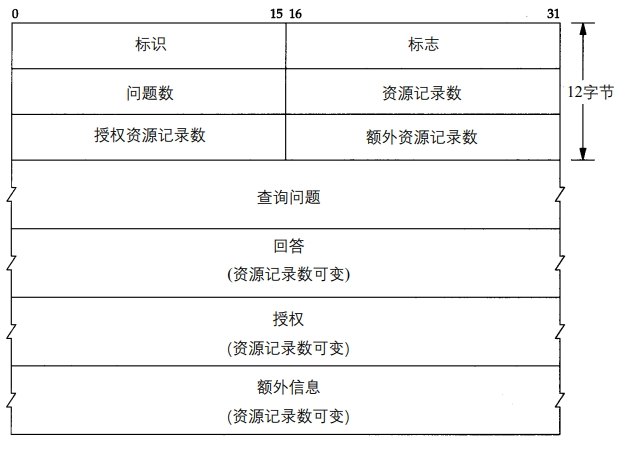 0 15 16 31
标识 标志
问题数 资源记录数
12字节
授权资源记录数 额外资源记录数
查询问题
回答
(资源记录数可变)
授权
(资源记录数可变)
额外信息
(资源记录数可变)